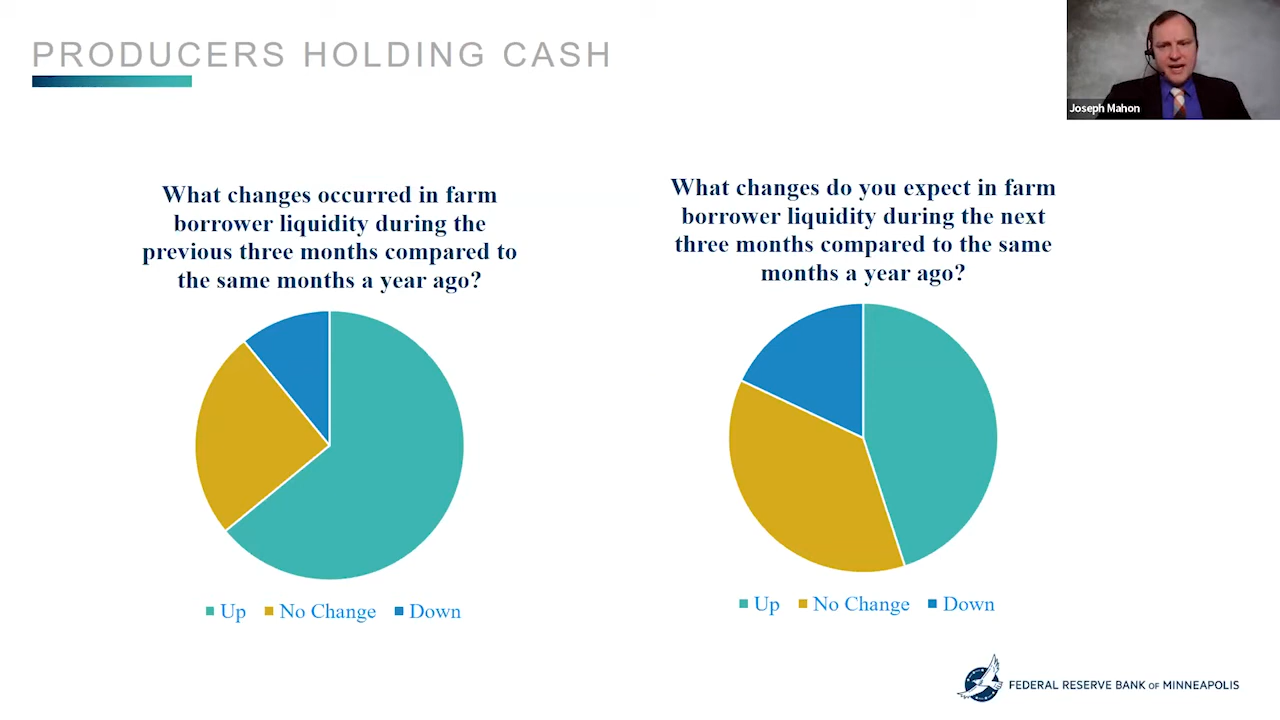 PRODUCERS HOLDING CASH
Joseph Mahon
What changes occurred in farm
borrower liquidity during the
previous three months compared to
the same months a year ago?
Up No Change Down
What changes do you expect in farm
borrower liquidity during the next
three months compared to the same
months a year ago?
Up No Change Down
FEDERAL RESERVE BANK OF MINNEAPOLIS